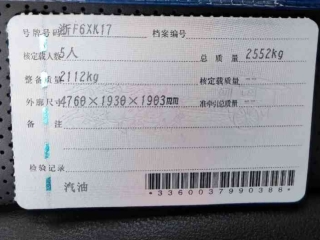 号牌号码 浙FF6XK17 档案编号
核定载人数 5人 总质量 2552kg
整备质量 2112kg 核定载质量 --
外廓尺寸 4760×1930×1903mm 准牵引总质量 --
备注
检验记录
汽油
*3360037990388*